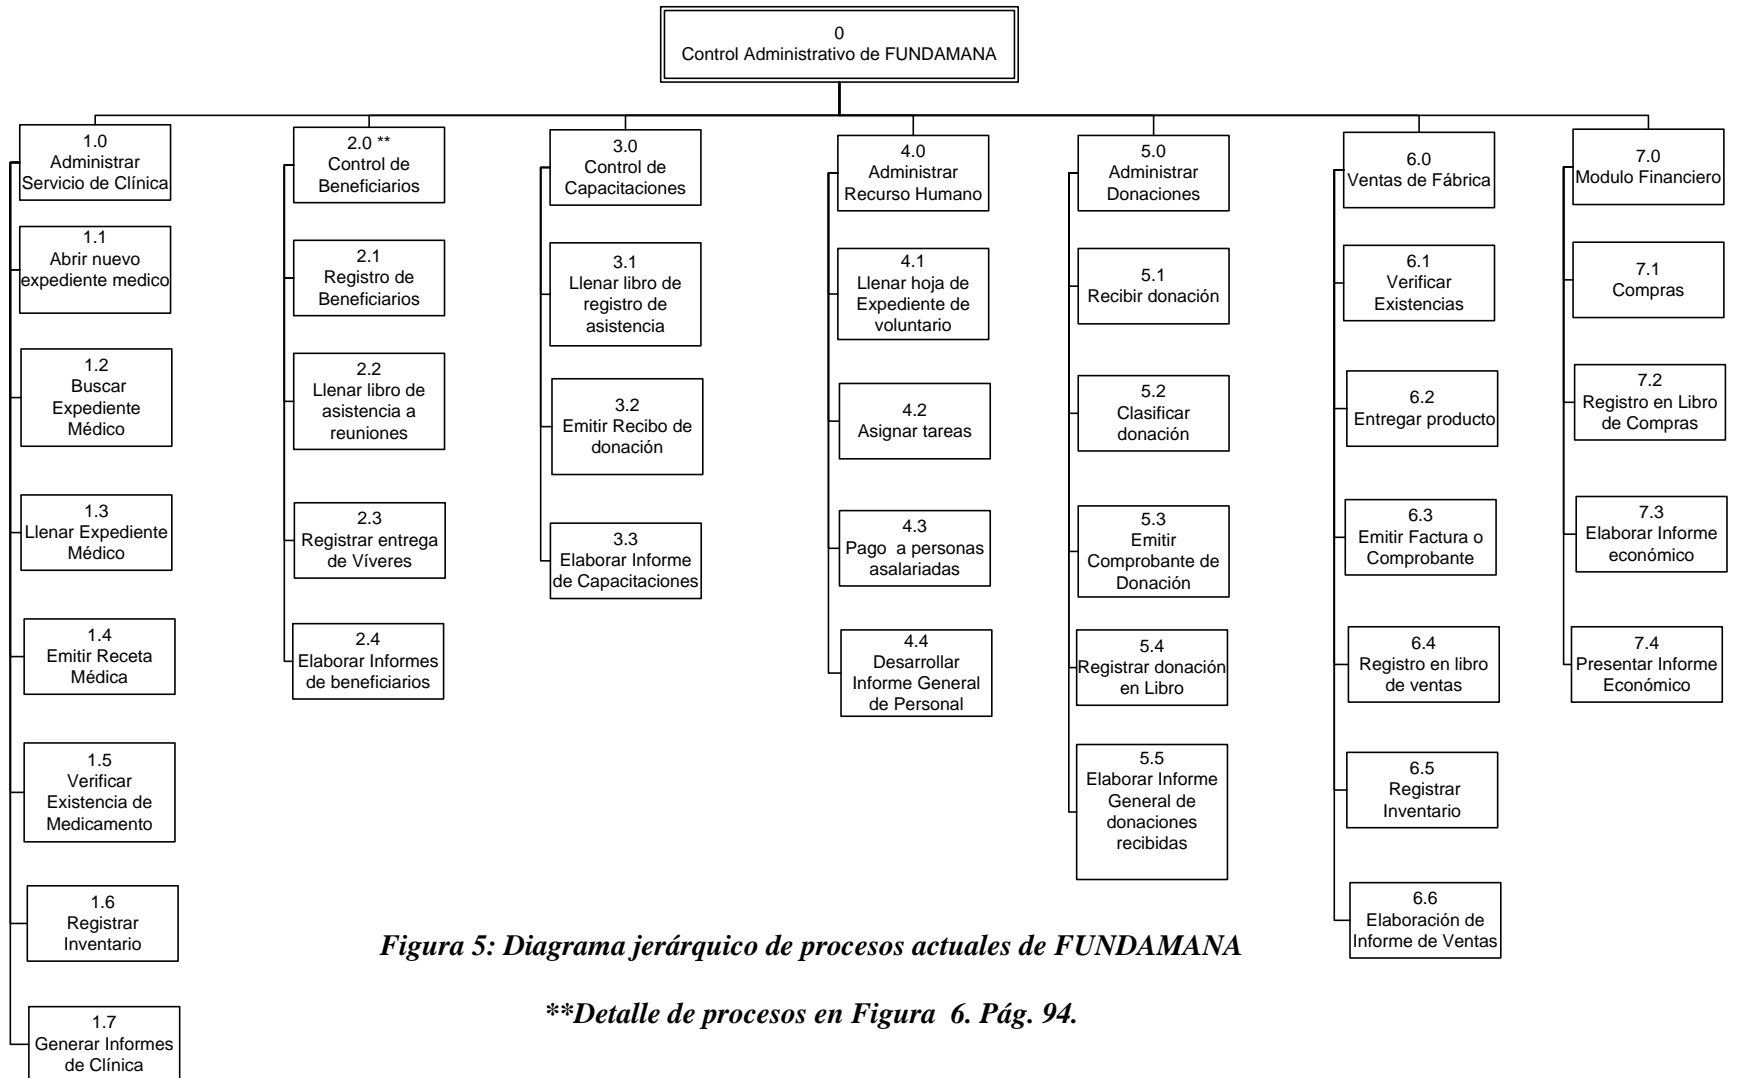 0
Control Administrativo de FUNDAMANA
1.0
Administrar
Servicio de Clínica
1.1
Abrir nuevo
expediente medico
1.2
Buscar
Expediente
Médico
1.3
Llenar Expediente
Médico
1.4
Emitir Receta
Médica
1.5
Verificar
Existencia de
Medicamento
1.6
Registrar
Inventario
1.7
Generar Informes
de Clínica
2.0 **
Control de
Beneficiarios
2.1
Registro de
Beneficiarios
2.2
Llenar libro de
asistencia a
reuniones
2.3
Registrar entrega
de Víveres
2.4
Elaborar Informes
de beneficiarios
3.0
Control de
Capacitaciones
3.1
Llenar libro de
registro de
asistencia
3.2
Emitir Recibo de
donación
3.3
Elaborar Informe
de Capacitaciones
4.0
Administrar
Recurso Humano
4.1
Llenar hoja de
Expediente de
voluntario
4.2
Asignar tareas
4.3
Pago a personas
asalariadas
4.4
Desarrollar
Informe General
de Personal
5.0
Administrar
Donaciones
5.1
Recibir donación
5.2
Clasificar
donación
5.3
Emitir
Comprobante de
Donación
5.4
Registrar donación
en Libro
5.5
Elaborar Informe
General de
donaciones
recibidas
6.0
Ventas de Fábrica
6.1
Verificar
Existencias
6.2
Entregar producto
6.3
Emitir Factura o
Comprobante
6.4
Registro en libro
de ventas
6.5
Registrar
Inventario
6.6
Elaboración de
Informe de Ventas
7.0
Modulo Financiero
7.1
Compras
7.2
Registro en Libro
de Compras
7.3
Elaborar Informe
económico
7.4
Presentar Informe
Económico
Figura 5: Diagrama jerárquico de procesos actuales de FUNDAMANA
**Detalle de procesos en Figura 6. Pág. 94.